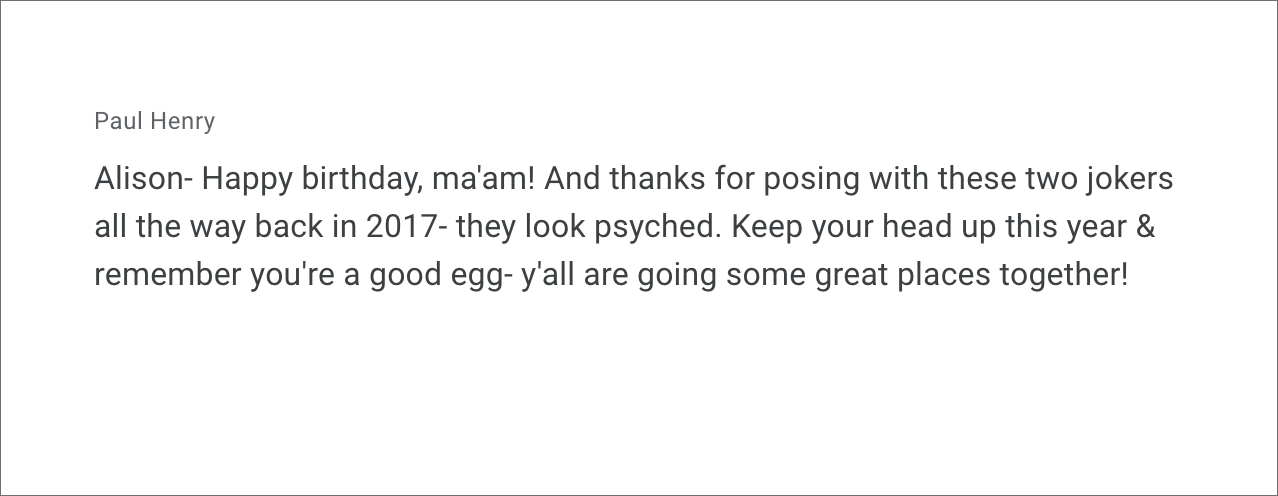 Paul Henry
Alison- Happy birthday, ma'am! And thanks for posing with these two jokers
all the way back in 2017- they look psyched. Keep your head up this year &
remember you're a good egg- y'all are going some great places together!